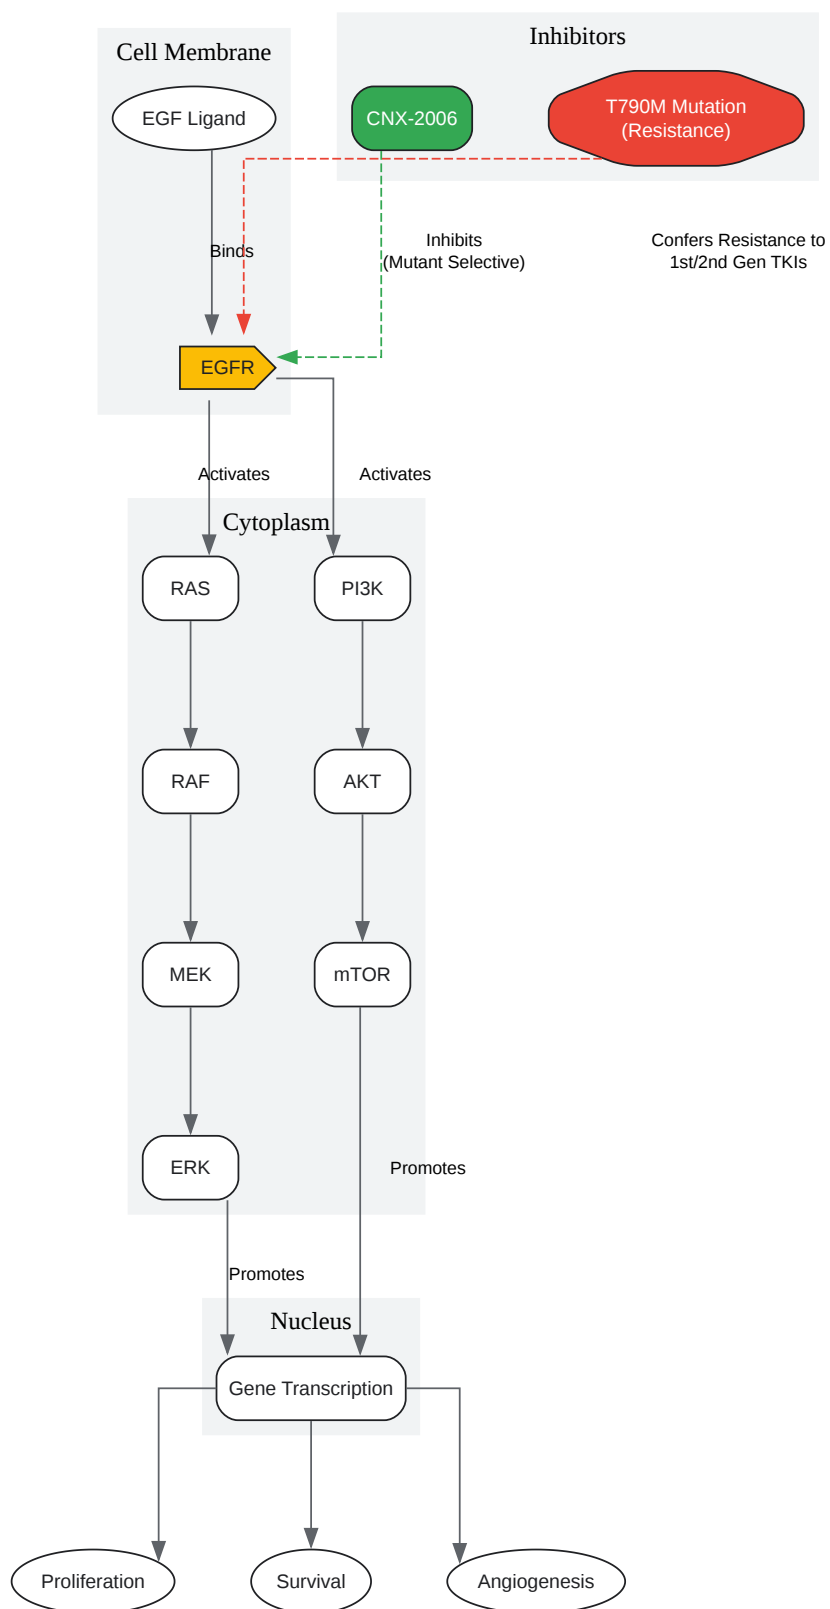 Cell Membrane
Inhibitors
EGF Ligand
CNX-2006
T790M Mutation
(Resistance)
Binds
Inhibits
(Mutant Selective)
Confers Resistance to
1st/2nd Gen TKIs
EGFR
Activates
Activates
Cytoplasm
RAS
PI3K
RAF
AKT
MEK
mTOR
ERK
Promotes
Promotes
Nucleus
Gene Transcription
Proliferation
Survival
Angiogenesis